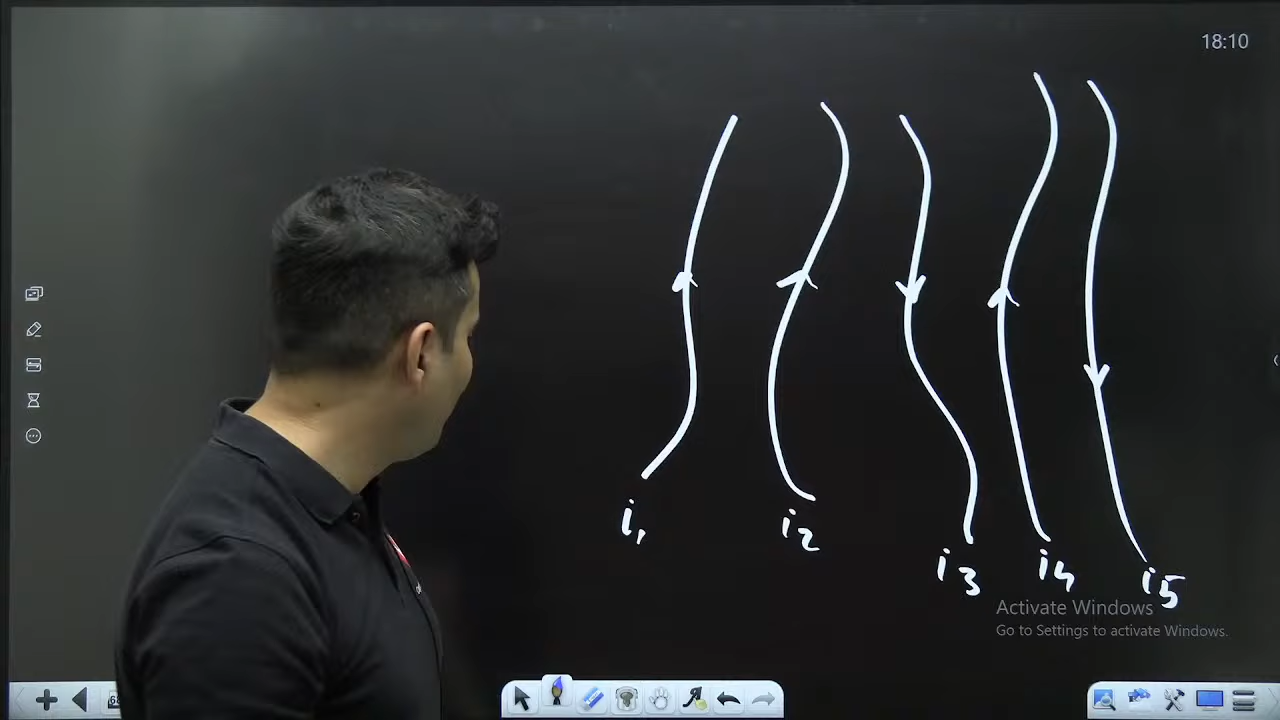 18:10
i1
i2
i3
i4
i5
Activate Windows
Go to Settings to activate Windows.